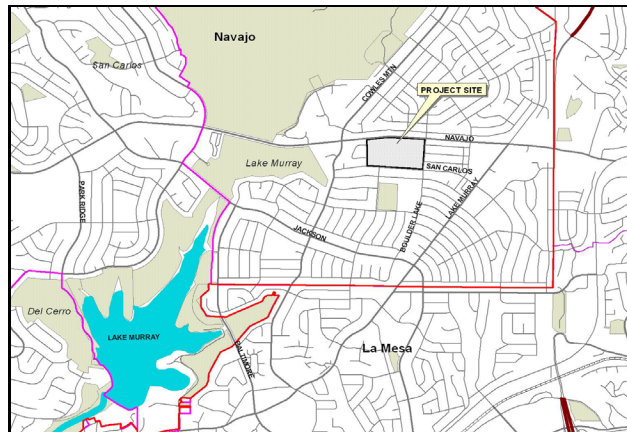 Navajo
San Carlos
COWLES MTN
PROJECT SITE
NAVAJO
Lake Murray
SAN CARLOS
PARK RIDGE
LAKE MURRAY
JACKSON
BOULDER LAKE
Del Cerro
LAKE MURRAY
BALTIMORE
La Mesa